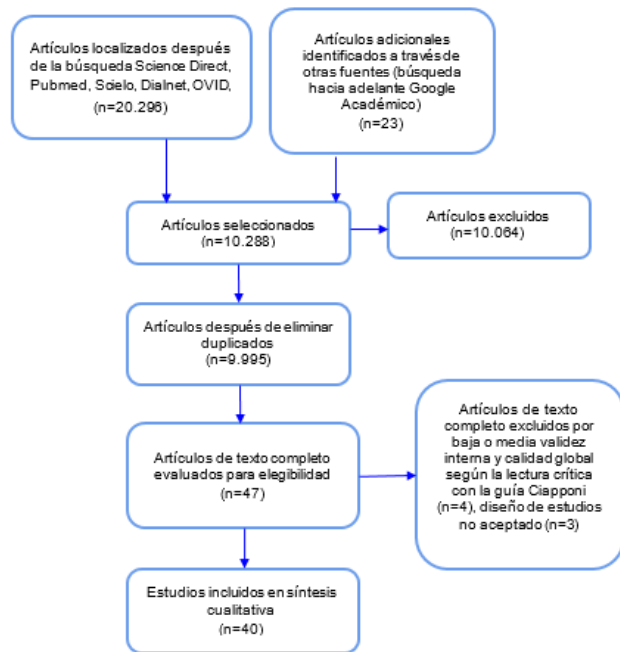 Artículos localizados después
de la búsqueda Science Direct,
Pubmed, Scielo, Dialnet, OVID,
(n=20.296)
Artículos adicionales
identificados a través de
otras fuentes (búsqueda
hacia adelante Google
Académico)
(n=23)
Artículos seleccionados
(n=10.288)
Artículos excluidos
(n=10.064)
Artículos después de eliminar
duplicados
(n=9.995)
Artículos de texto completo
evaluados para elegibilidad
(n=47)
Artículos de texto
completo excluidos por
baja o media validez
interna y calidad global
según la lectura crítica
con la guía Ciapponi
(n=4), diseño de estudios
no aceptado (n=3)
Estudios incluidos en síntesis
cualitativa
(n=40)